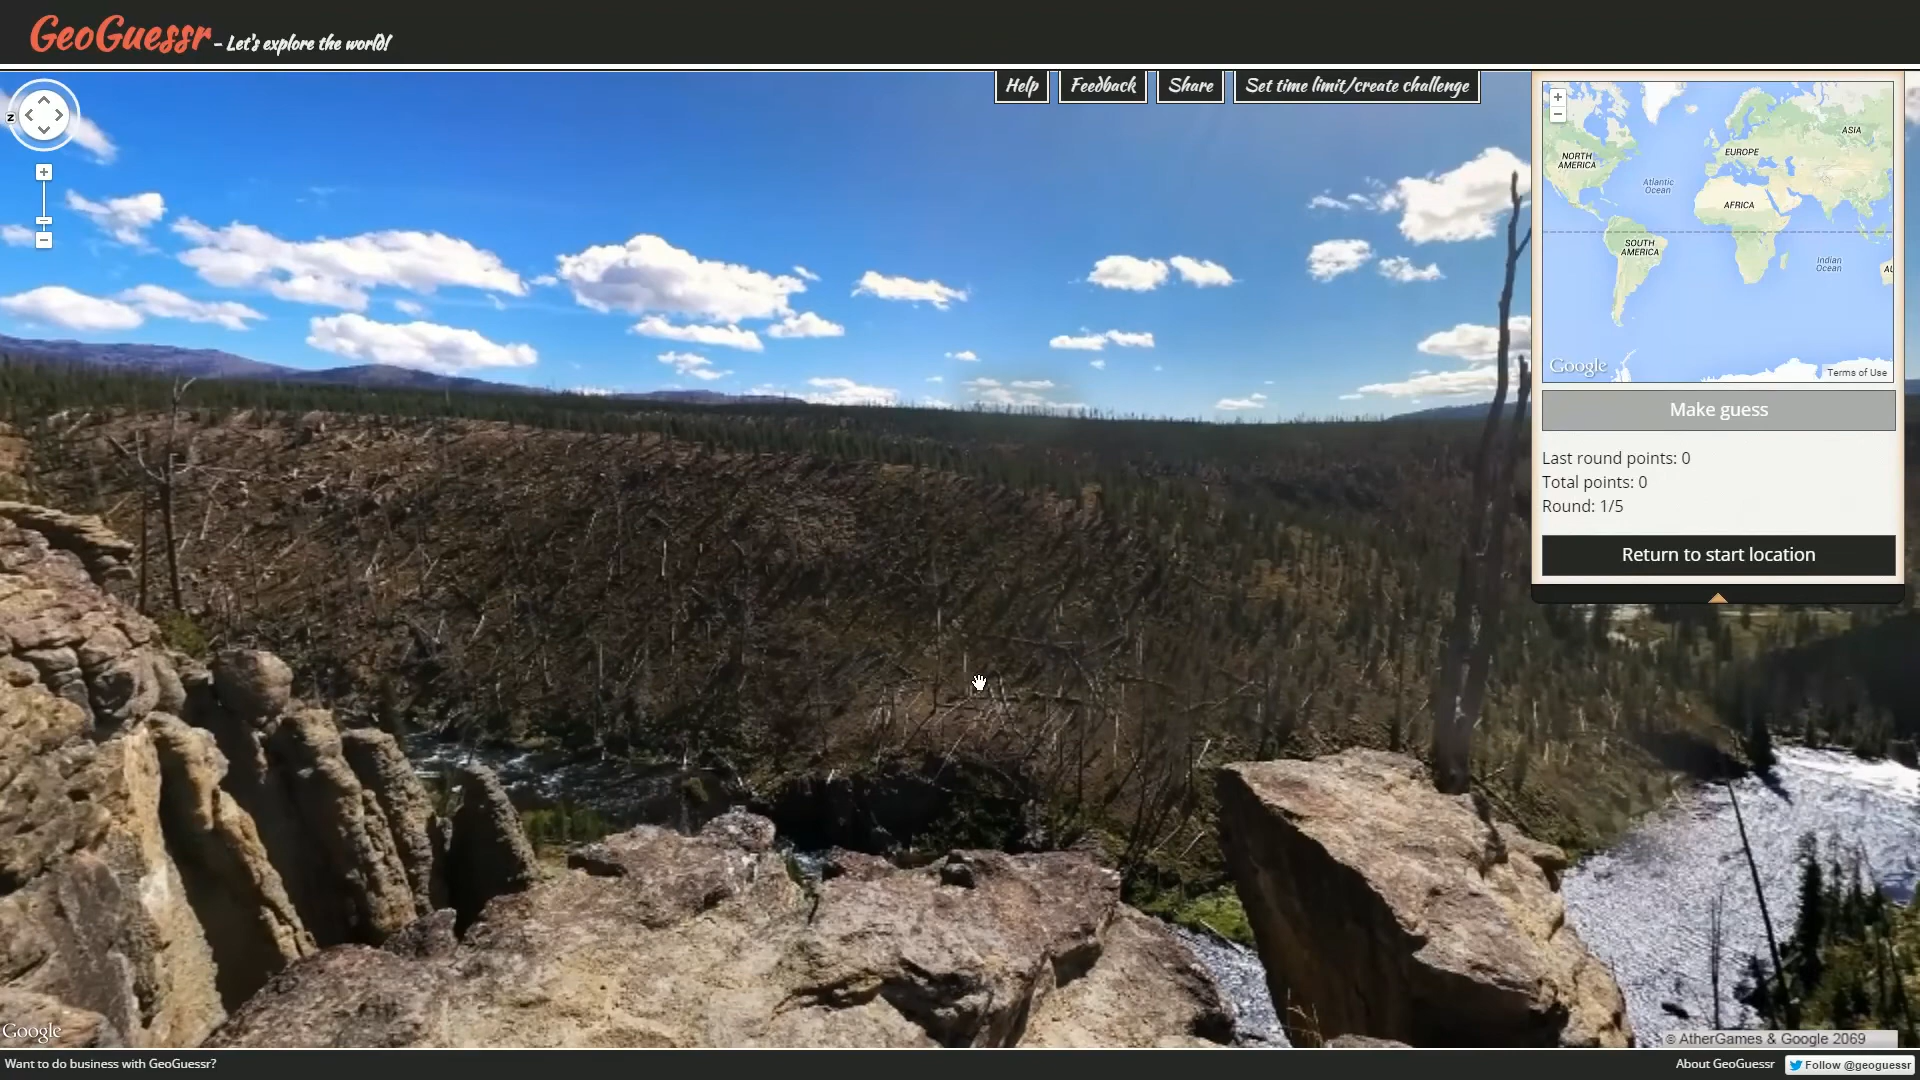 GeoGuessr - Let's explore the world!
Help
Feedback
Share
Set time limit/create challenge
N
+
−
+
−
NORTH
AMERICA
ASIA
EUROPE
Atlantic
Ocean
AFRICA
SOUTH
AMERICA
Indian
Ocean
AU
Google
Terms of Use
Make guess
Last round points: 0
Total points: 0
Round: 1/5
Return to start location
Google
© AtherGames & Google 2069
Want to do business with GeoGuessr?
About GeoGuessr
Follow @geoguessr